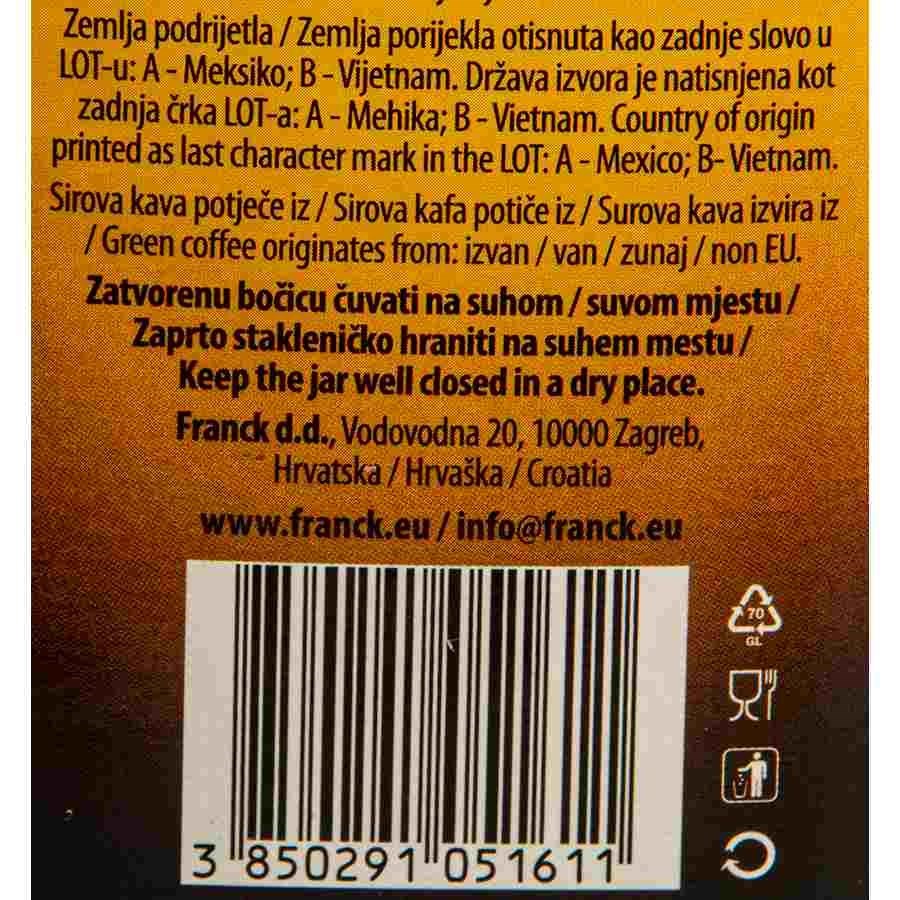 Zemlja podrijetla / Zemlja porijekla otisnuta kao zadnje slovo u
LOT-u: A - Meksiko; B - Vijetnam. Država izvora je natisnjena kot
zadnja črka LOT-a: A - Mehika; B - Vietnam. Country of origin
printed as last character mark in the LOT: A - Mexico; B- Vietnam.
Sirova kava potječe iz / Sirova kafa potiče iz / Surova kava izvira iz
/ Green coffee originates from: izvan / van / zunaj / non EU.
Zatvorenu bočicu čuvati na suhom / suvom mjestu /
Zaprto stakleničko hraniti na suhem mestu /
Keep the jar well closed in a dry place.
Franck d.d., Vodovodna 20, 10000 Zagreb,
Hrvatska / Hrvaška / Croatia
www.franck.eu / info@franck.eu
70
GL
3 850291 051611